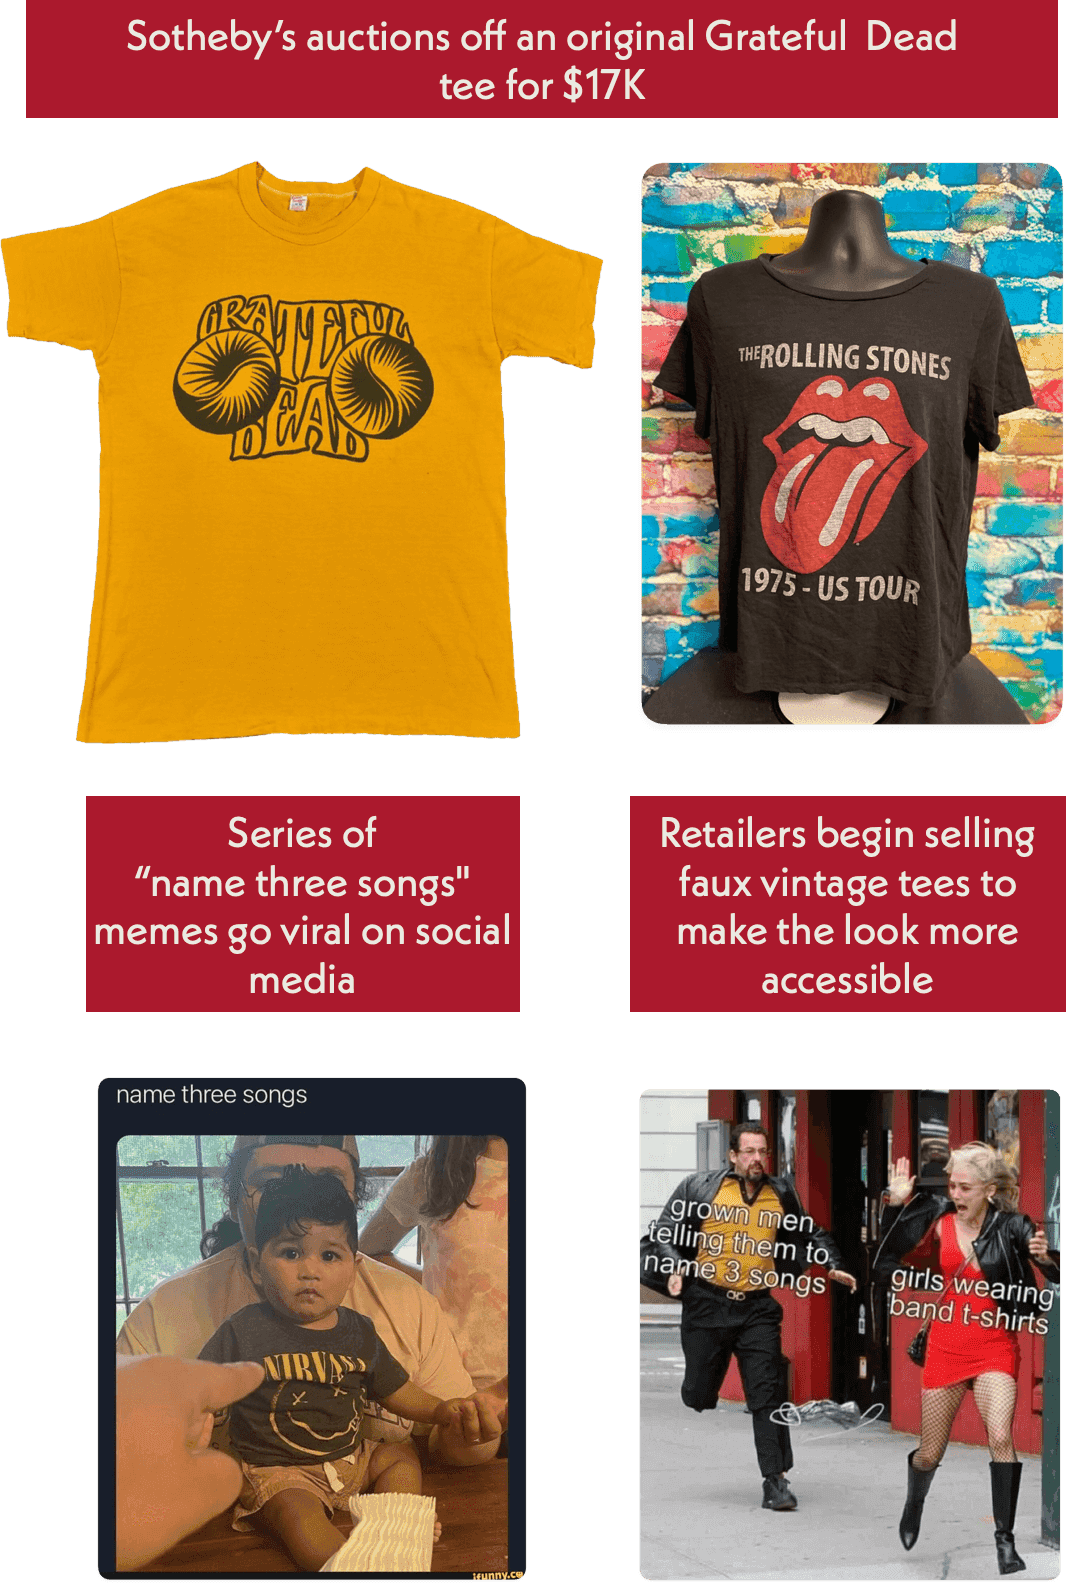 Sotheby’s auctions off an original Grateful Dead
tee for $17K
GRATEFUL
DEAD
THE ROLLING STONES
1975 - US TOUR
Series of
“name three songs"
memes go viral on social
media
Retailers begin selling
faux vintage tees to
make the look more
accessible
name three songs
NIRVANA
ifunny.co
grown men
telling them to
name 3 songs
girls wearing
band t-shirts